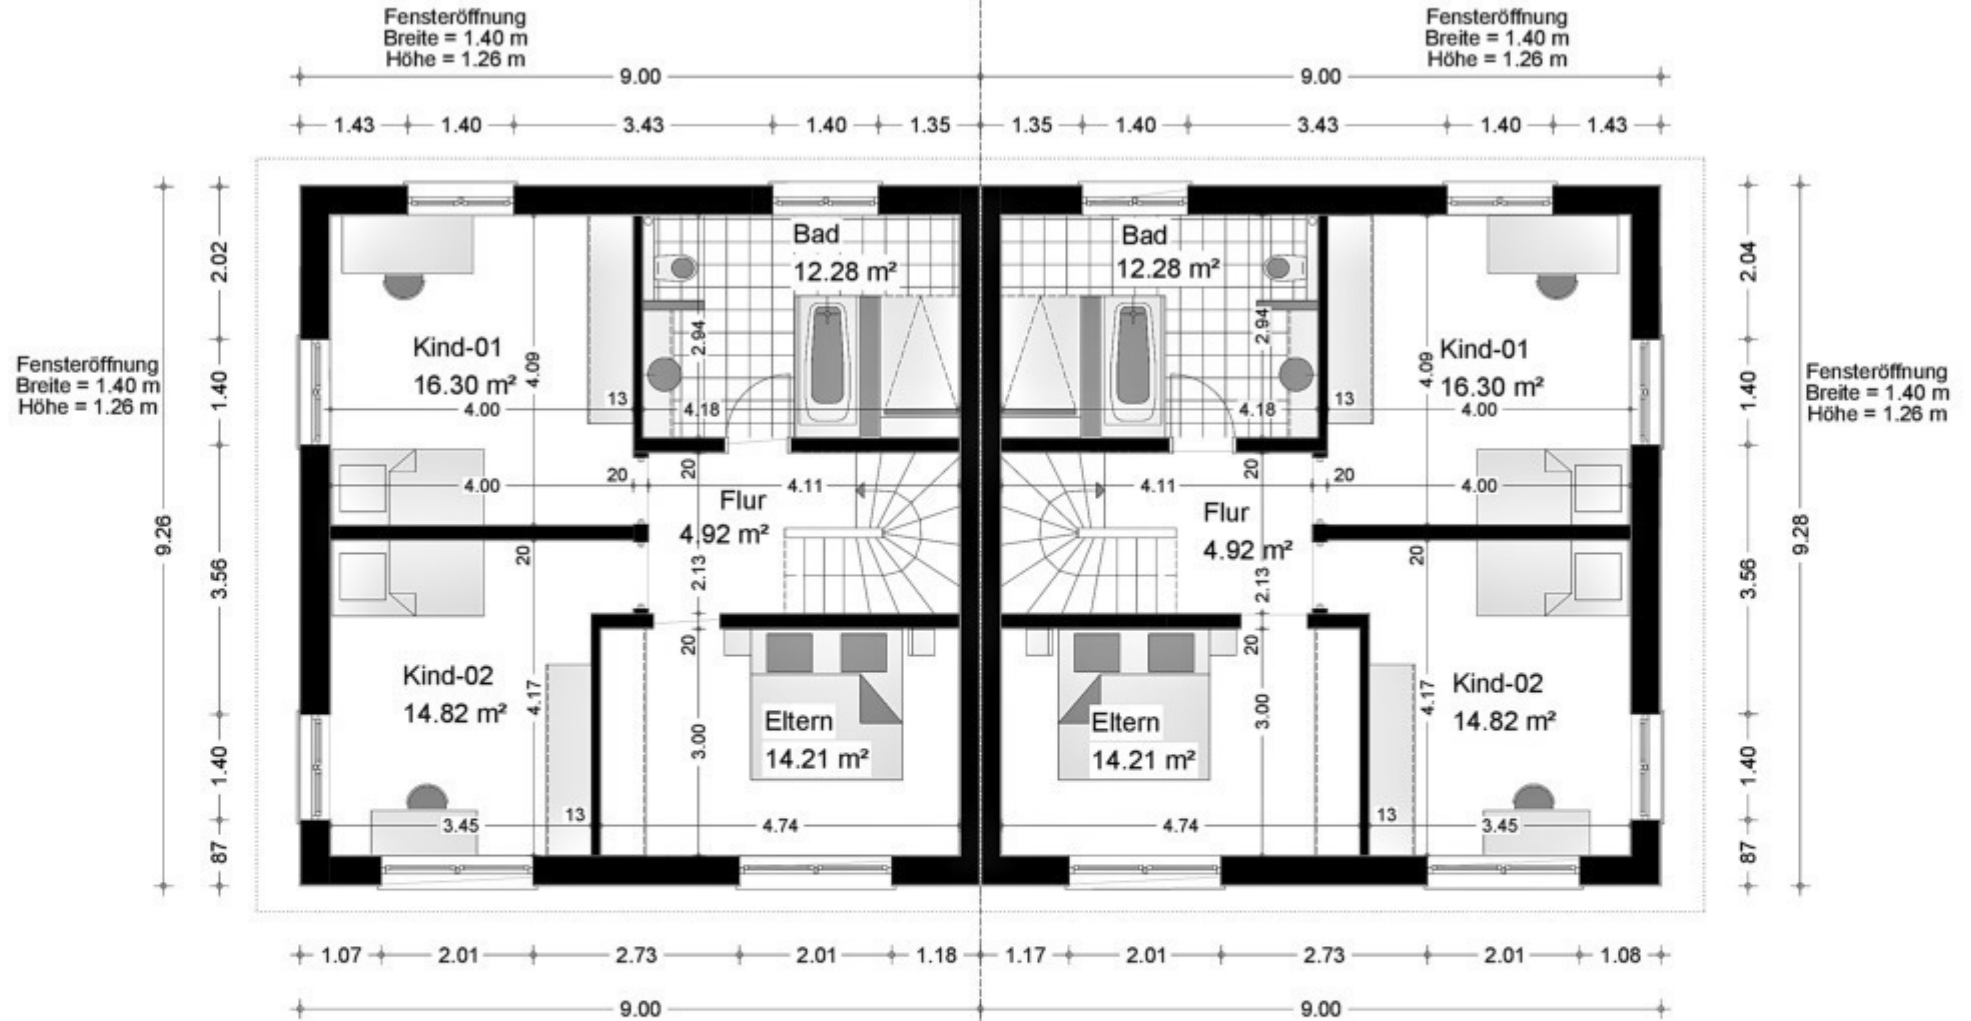 Fensteröffnung
Breite = 1.40 m
Höhe = 1.26 m
Fensteröffnung
Breite = 1.40 m
Höhe = 1.26 m
9.00 9.00
1.43 1.40 3.43 1.40 1.35 1.35 1.40 3.43 1.40 1.43
Bad
12.28 m²
Bad
12.28 m²
2.02
2.04
2.94
2.94
Kind-01
16.30 m²
Kind-01
16.30 m²
4.09
4.09
Fensteröffnung
Breite = 1.40 m
Höhe = 1.26 m
Fensteröffnung
Breite = 1.40 m
Höhe = 1.26 m
1.40
1.40
4.00 13 4.18 4.18 13 4.00
4.00 20 20 4.11 4.11 20 20 4.00
Flur
4.92 m²
Flur
4.92 m²
9.26
9.28
3.56
3.56
20
20
2.13
2.13
20
20
Kind-02
14.82 m²
Kind-02
14.82 m²
4.17
4.17
Eltern
14.21 m²
Eltern
14.21 m²
3.00
3.00
1.40
1.40
3.45 13 4.74 4.74 13 3.45
87
87
1.07 2.01 2.73 2.01 1.18 1.17 2.01 2.73 2.01 1.08
9.00 9.00